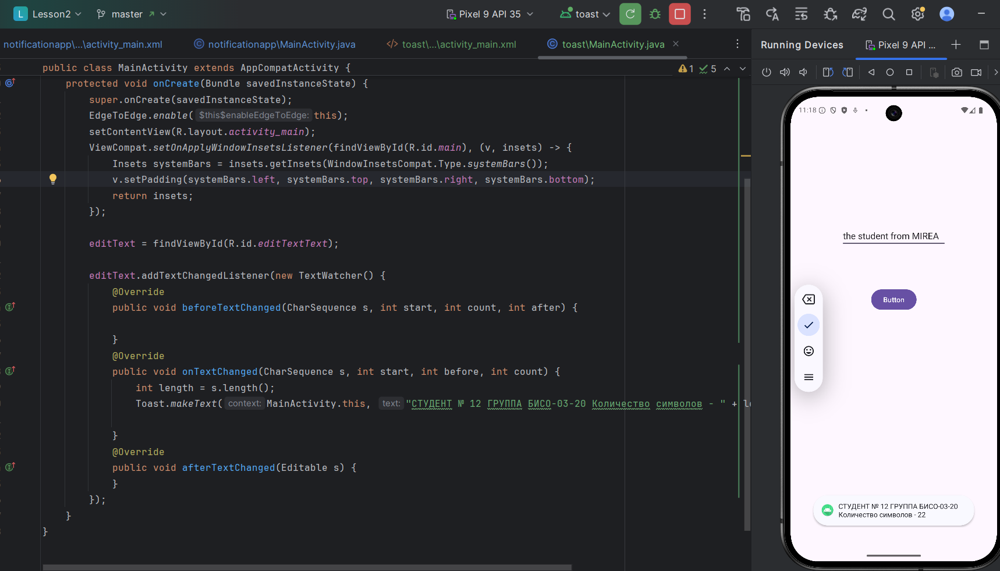 L Lesson2 master Pixel 9 API 35 toast
notificationapp\...\activity_main.xml notificationapp\MainActivity.java toast\...\activity_main.xml toast\MainActivity.java
public class MainActivity extends AppCompatActivity { 1 5
protected void onCreate(Bundle savedInstanceState) {
super.onCreate(savedInstanceState);
EdgeToEdge.enable( $this$enableEdgeToEdge: this);
setContentView(R.layout.activity_main);
ViewCompat.setOnApplyWindowInsetsListener(findViewById(R.id.main), (v, insets) -> {
Insets systemBars = insets.getInsets(WindowInsetsCompat.Type.systemBars());
v.setPadding(systemBars.left, systemBars.top, systemBars.right, systemBars.bottom);
return insets;
});
editText = findViewById(R.id.editTextText);
editText.addTextChangedListener(new TextWatcher() {
@Override
public void beforeTextChanged(CharSequence s, int start, int count, int after) {
}
@Override
public void onTextChanged(CharSequence s, int start, int before, int count) {
int length = s.length();
Toast.makeText( context: MainActivity.this, text: "СТУДЕНТ № 12 ГРУППА БИСО-03-20 Количество символов - " +
}
@Override
public void afterTextChanged(Editable s) {
}
});
}
}
Running Devices Pixel 9 API ...
11:18
the student from MIREA
Button
СТУДЕНТ № 12 ГРУППА БИСО-03-20
Количество символов - 22